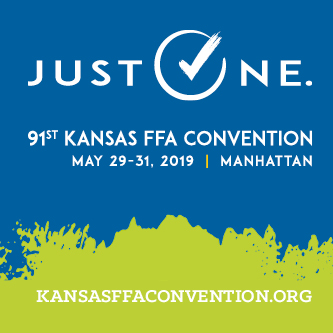 JUST ONE.
91ST KANSAS FFA CONVENTION
MAY 29-31, 2019 | MANHATTAN
KANSASFFACONVENTION.ORG